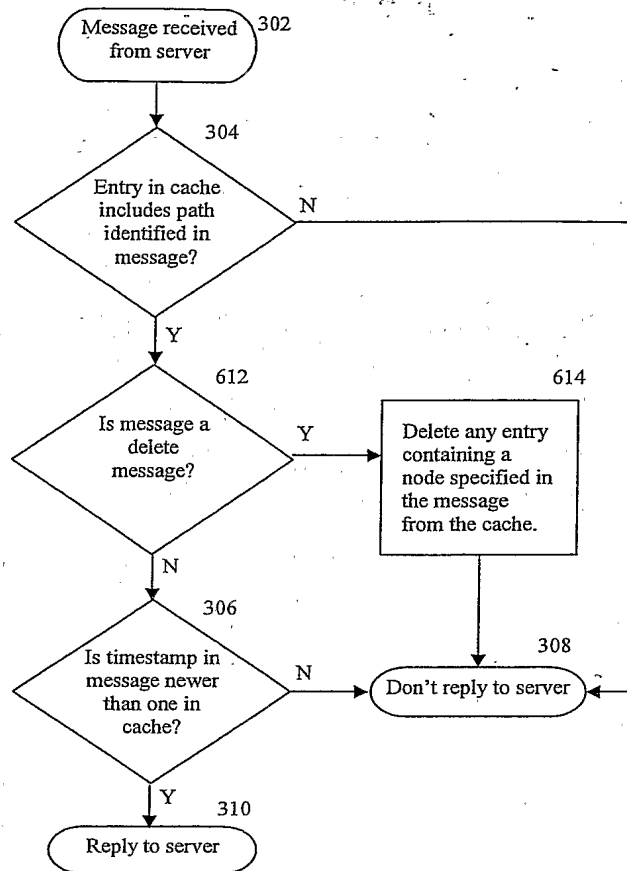 Message received
from server
302
304
Entry in cache
includes path
identified in
message?
N
Y
612
Is message a
delete
message?
Y
614
Delete any entry
containing a
node specified in
the message
from the cache.
N
306
Is timestamp in
message newer
than one in
cache?
N
308
Don't reply to server
Y
310
Reply to server